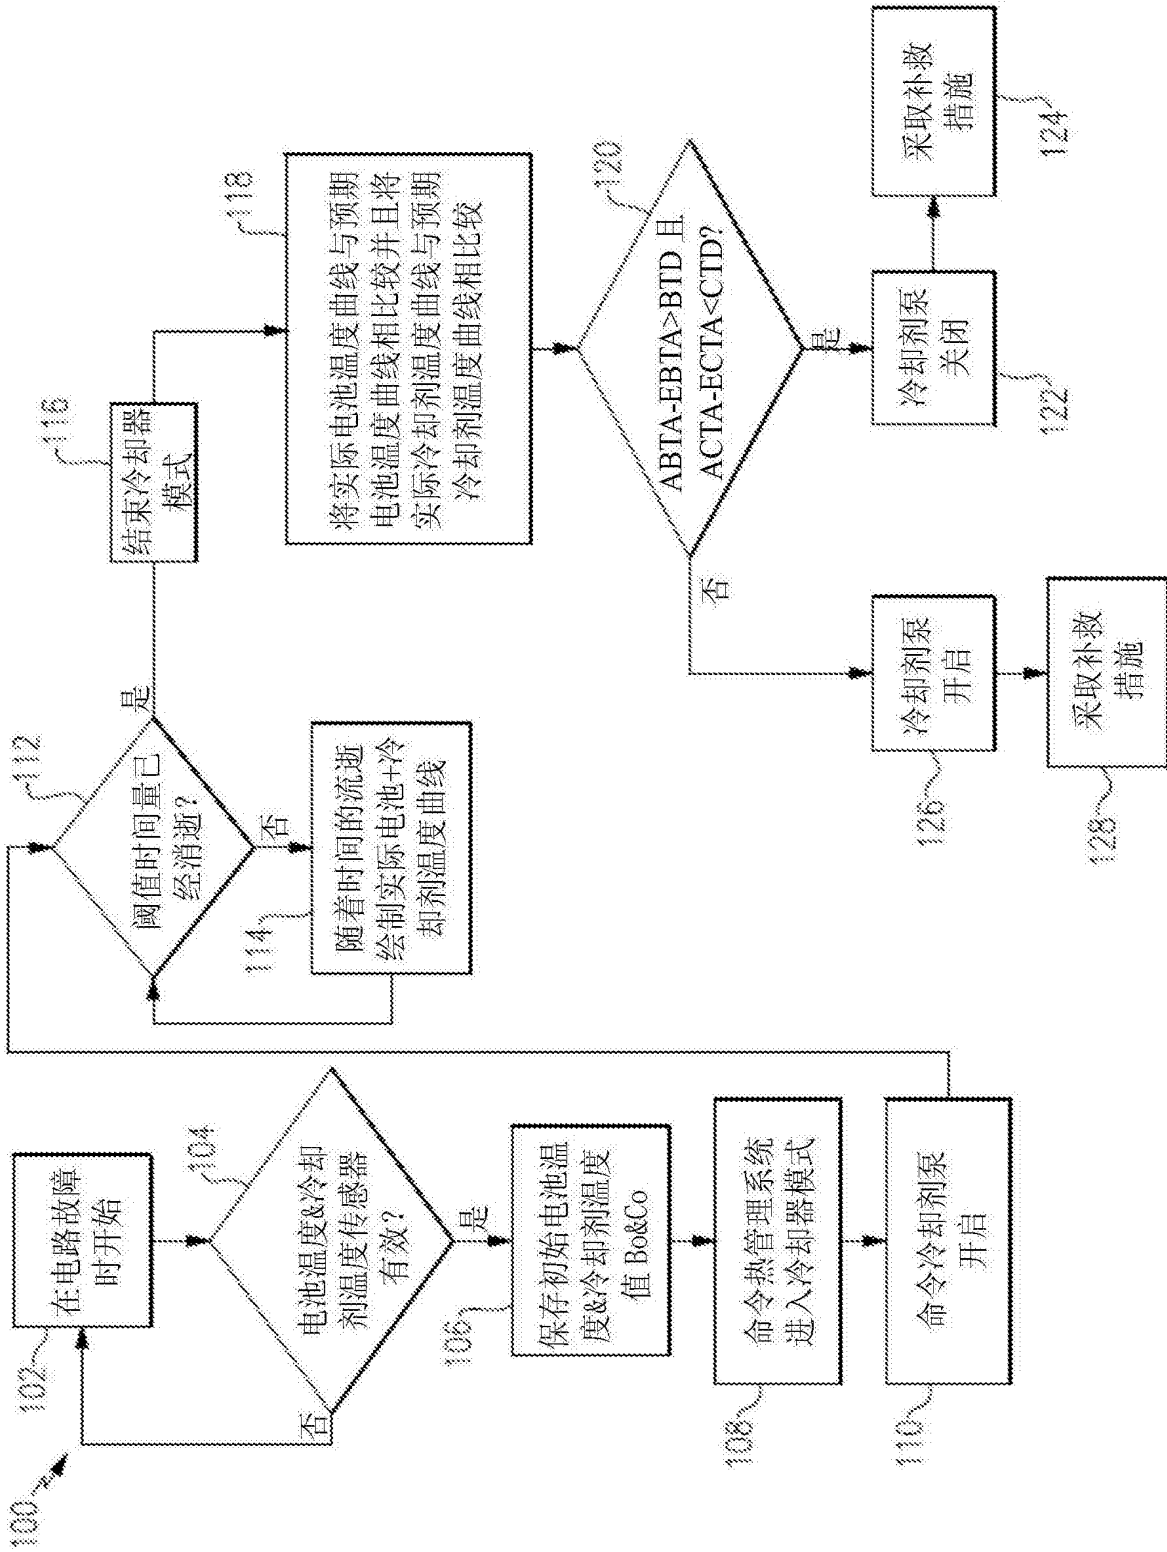 100
102
在电路故障
时开始
104
电池温度&冷却
剂温度传感器
有效?
否
是
106
保存初始电池温
度&冷却剂温度
值 Bo&Co
108
命令热管理系统
进入冷却器模式
110
命令冷却剂泵
开启
112
阈值时间量已
经消逝?
是
否
114
随着时间的流逝
绘制实际电池+冷
却剂温度曲线
116
结束冷却器
模式
118
将实际电池温度曲线与预期
电池温度曲线相比较并且将
实际冷却剂温度曲线与预期
冷却剂温度曲线相比较
120
ABTA-EBTA>BTD 且
ACTA-ECTA<CTD?
是
否
122
冷却剂泵
关闭
124
采取补救
措施
126
冷却剂泵
开启
128
采取补救
措施